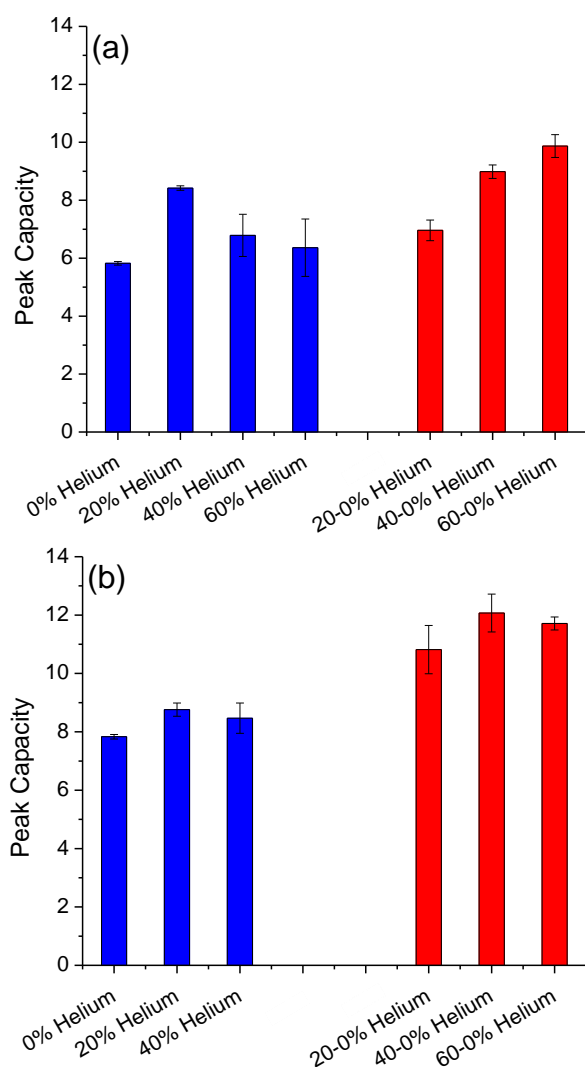 (a)
Peak Capacity
14
12
10
8
6
4
2
0
0% Helium
20% Helium
40% Helium
60% Helium
20-0% Helium
40-0% Helium
60-0% Helium
(b)
Peak Capacity
14
12
10
8
6
4
2
0
0% Helium
20% Helium
40% Helium
20-0% Helium
40-0% Helium
60-0% Helium